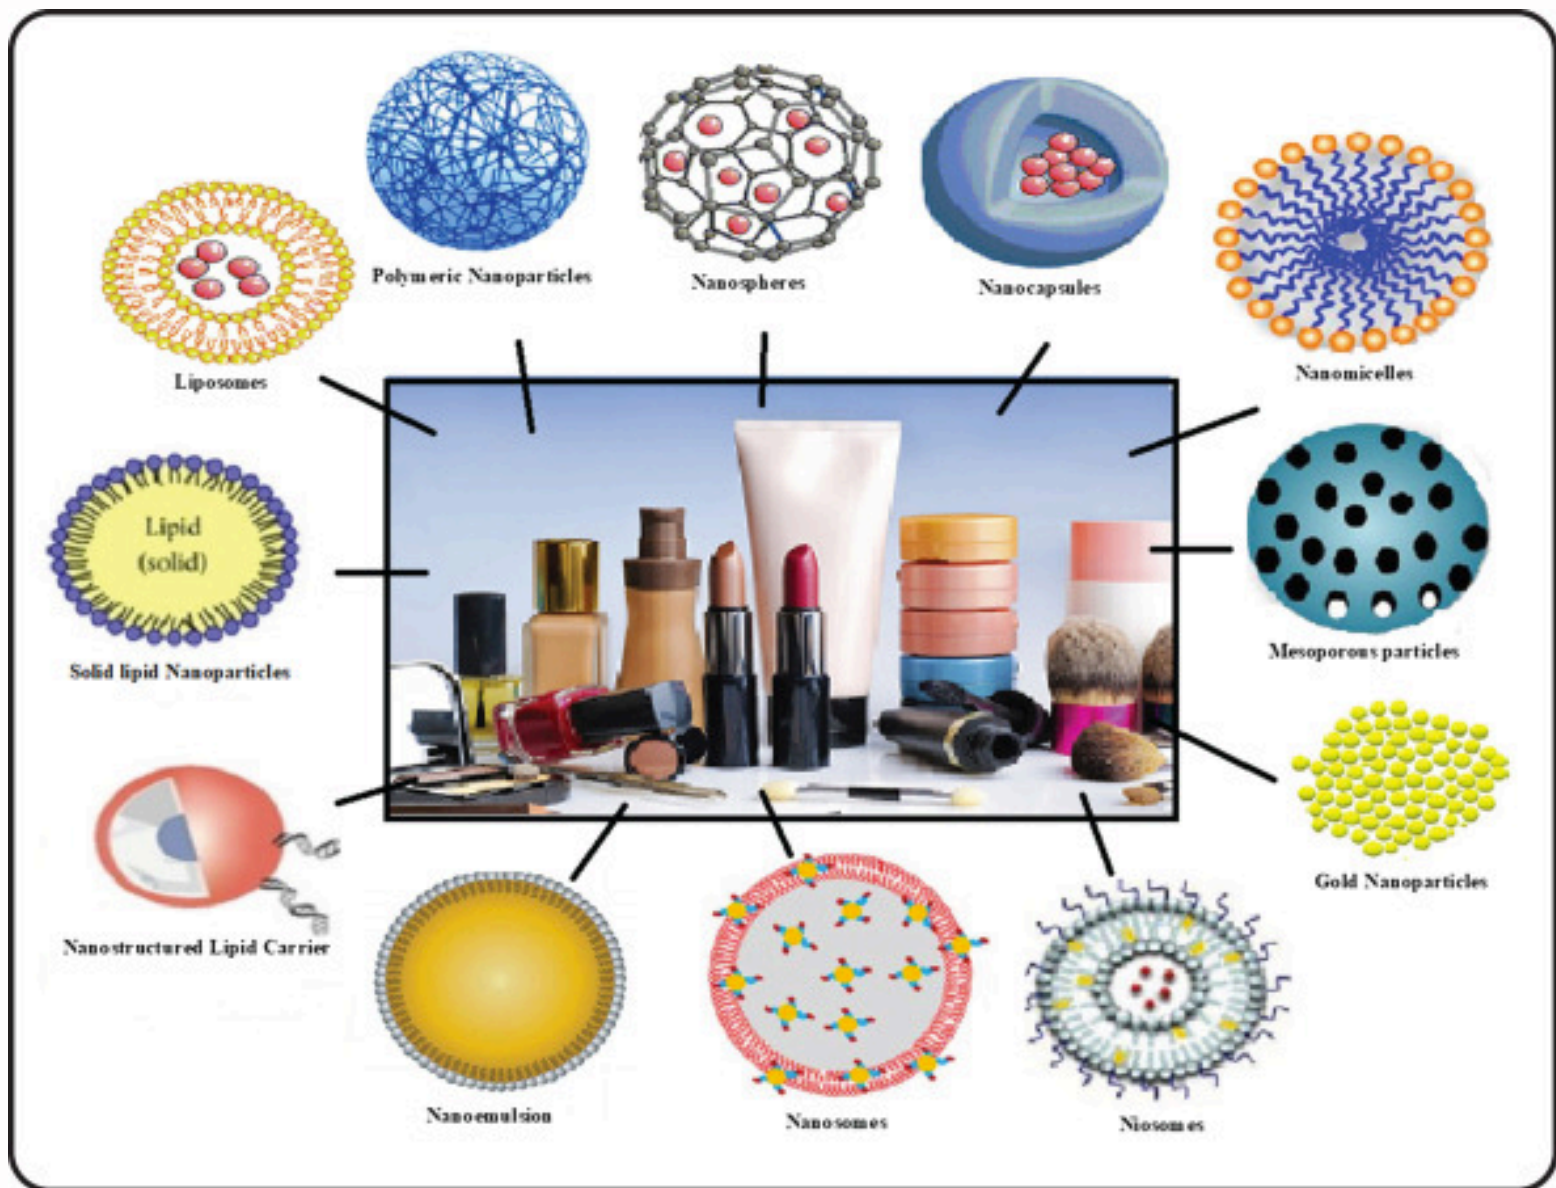 Polymeric Nanoparticles
Nanospheres
Nanocapsules
Liposomes
Nanomicelles
Lipid
(solid)
Solid lipid Nanoparticles
Mesoporous particles
Gold Nanoparticles
Nanostructured Lipid Carrier
Nanoemulsion
Nanosomes
Niosomes